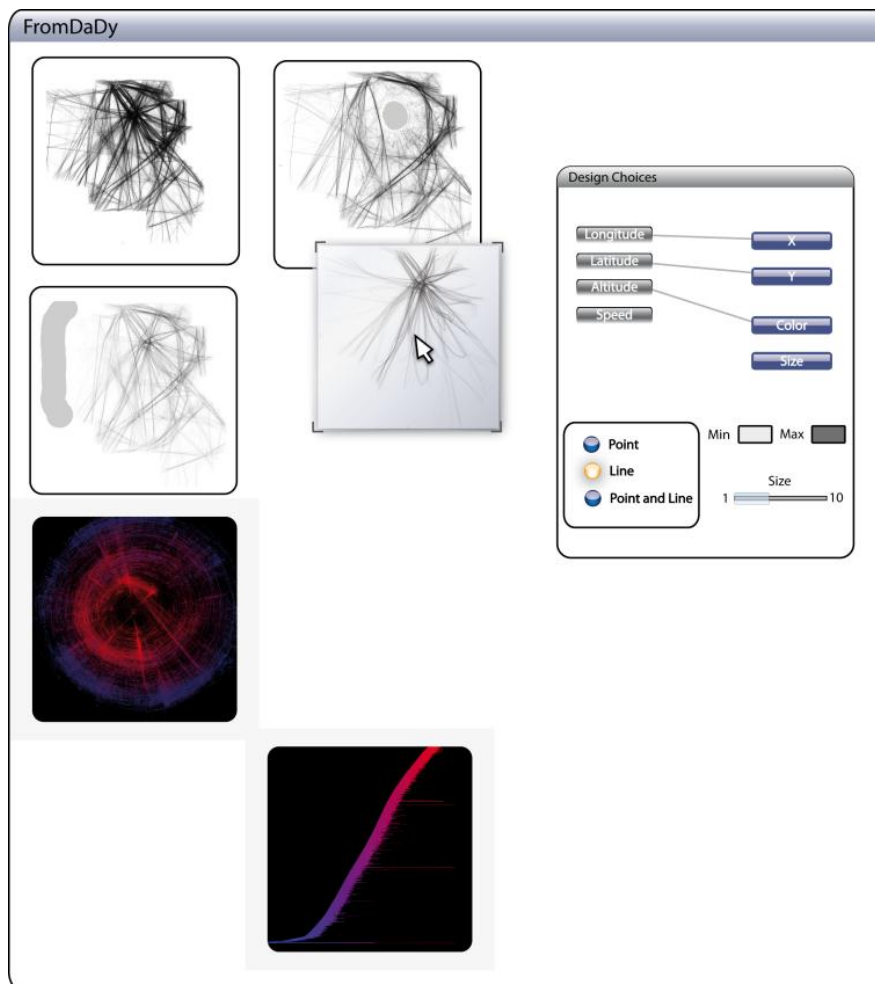 FromDaDy
Design Choices
Longitude
X
Latitude
Y
Altitude
Speed
Color
Size
Point
Line
Point and Line
Min
Max
Size
1
10